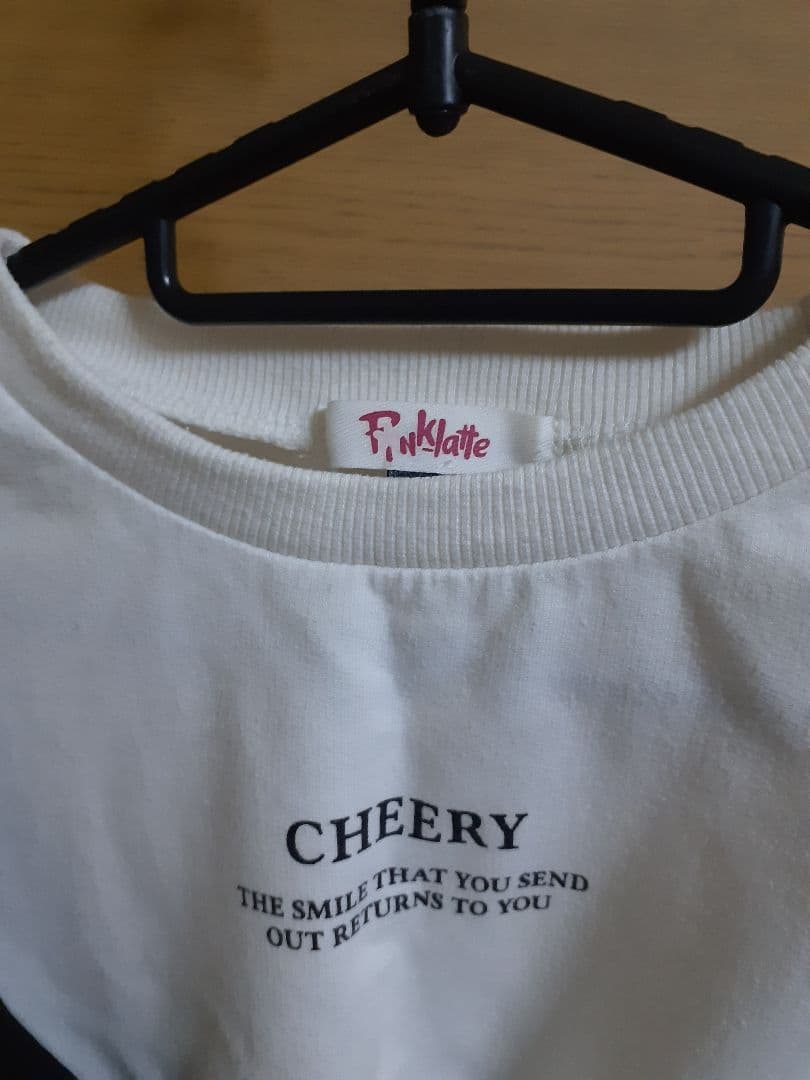 PiNKlatte
CHEERY
THE SMILE THAT YOU SEND
OUT RETURNS TO YOU